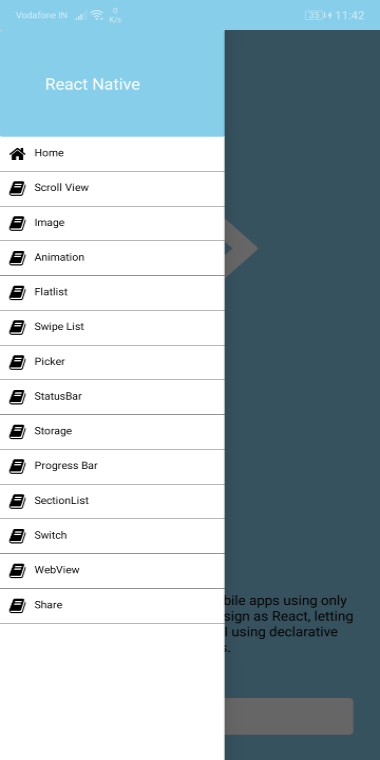 Vodafone IN
0
K/s
35
11:42
React Native
Home
Scroll View
Image
Animation
Flatlist
Swipe List
Picker
StatusBar
Storage
Progress Bar
SectionList
Switch
WebView
Share
bile apps using only
sign as React, letting
l using declarative
s.